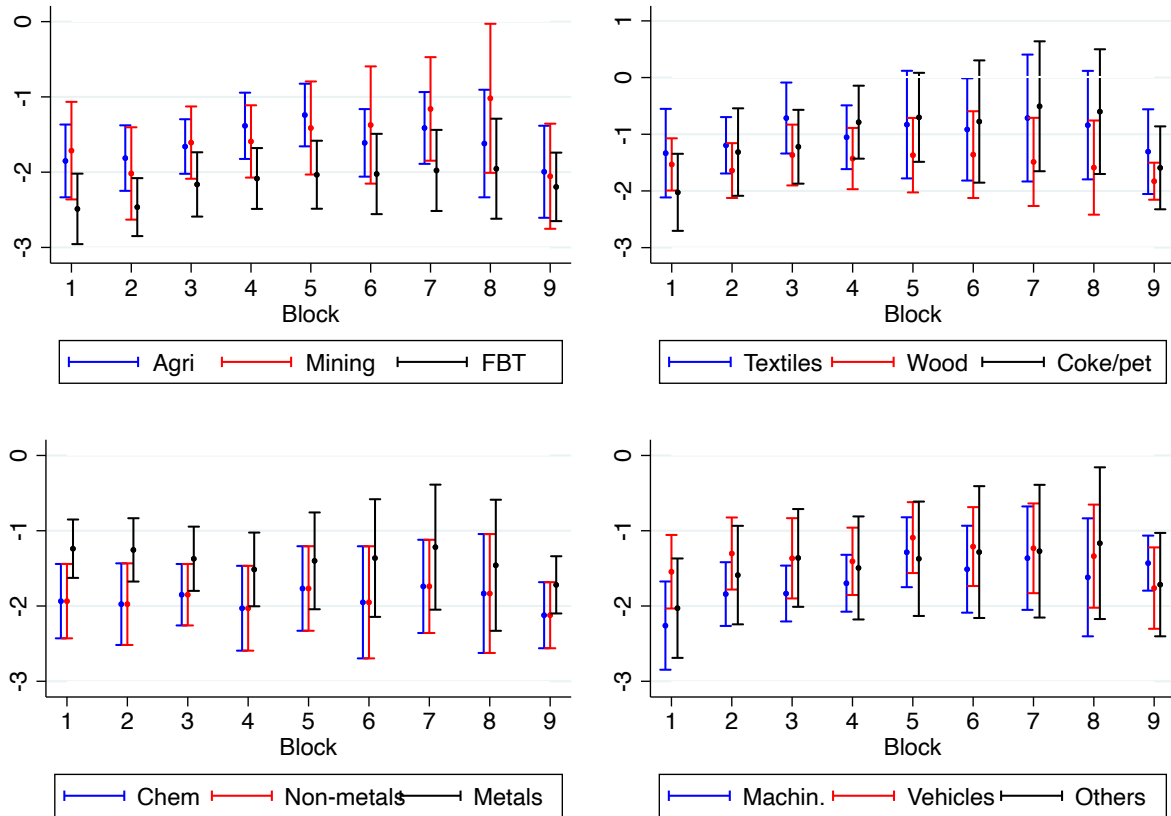 0
-1
-2
-3
1 2 3 4 5 6 7 8 9
Block
Agri Mining FBT
1
0
-1
-2
-3
1 2 3 4 5 6 7 8 9
Block
Textiles Wood Coke/pet
0
-1
-2
-3
1 2 3 4 5 6 7 8 9
Block
Chem Non-metals Metals
0
-1
-2
-3
1 2 3 4 5 6 7 8 9
Block
Machin. Vehicles Others